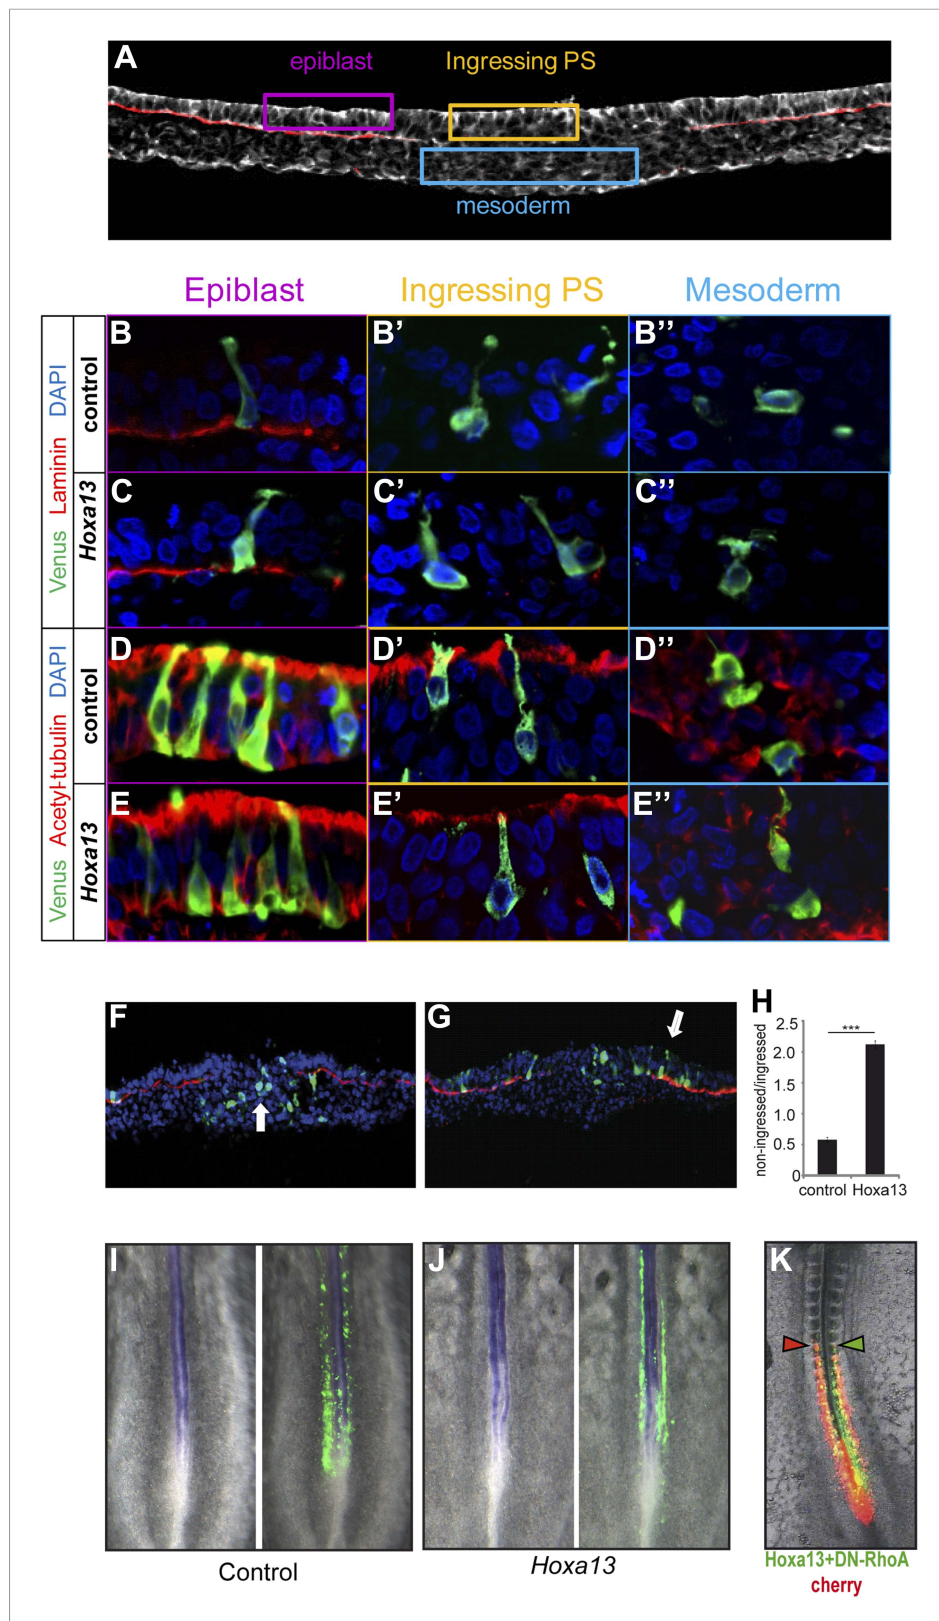 A
epiblast
Ingressing PS
mesoderm
Epiblast
Ingressing PS
Mesoderm
Venus Laminin DAPI
control
Hoxa13
B
B’
B’’
C
C’
C’’
Venus Acetyl-tubulin DAPI
control
Hoxa13
D
D’
D’’
E
E’
E’’
F
G
H
non-ingressed/ingressed
2.5
2.0
1.5
1.0
0.5
0
***
control Hoxa13
I
J
K
Control
Hoxa13
Hoxa13+DN-RhoA
cherry